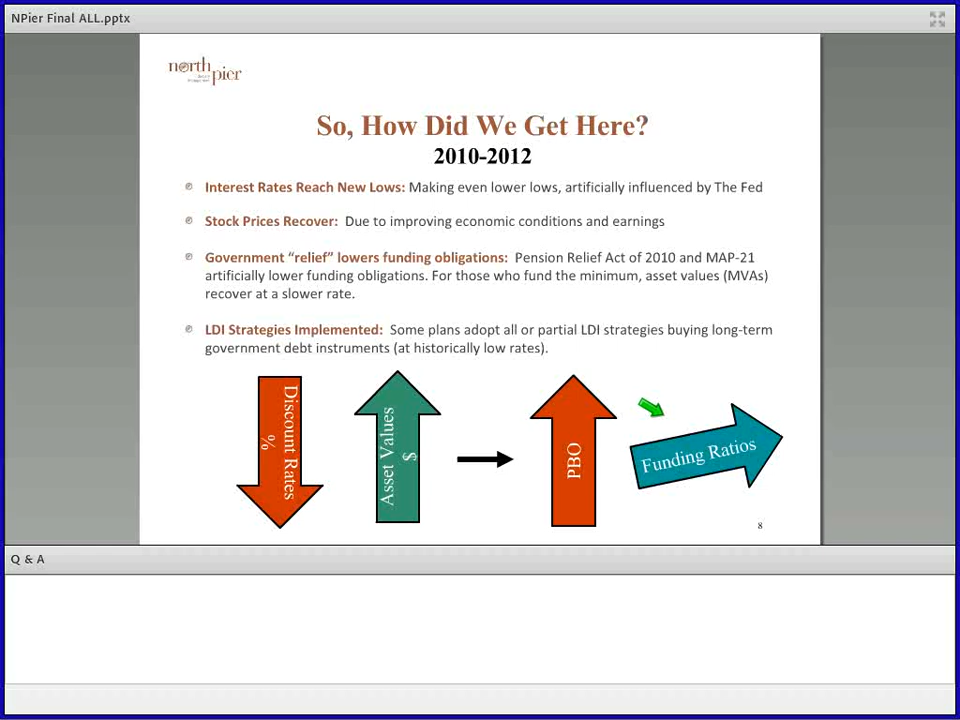 NPier Final ALL.pptx
north
pier
So, How Did We Get Here?
2010-2012
Interest Rates Reach New Lows: Making even lower lows, artificially influenced by The Fed
Stock Prices Recover: Due to improving economic conditions and earnings
Government “relief” lowers funding obligations: Pension Relief Act of 2010 and MAP-21
artificially lower funding obligations. For those who fund the minimum, asset values (MVAs)
recover at a slower rate.
LDI Strategies Implemented: Some plans adopt all or partial LDI strategies buying long-term
government debt instruments (at historically low rates).
Discount Rates
%
Asset Values
$
PBO
Funding Ratios
8
Q & A